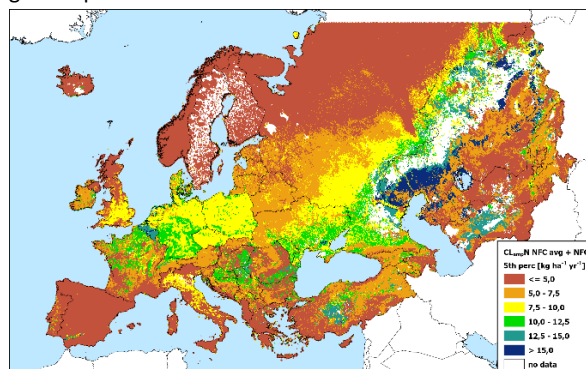 CLempN NFC avg + NFC
5th perc [kg ha⁻¹ yr⁻¹]
<= 5,0
5,0 - 7,5
7,5 - 10,0
10,0 - 12,5
12,5 - 15,0
> 15,0
no data